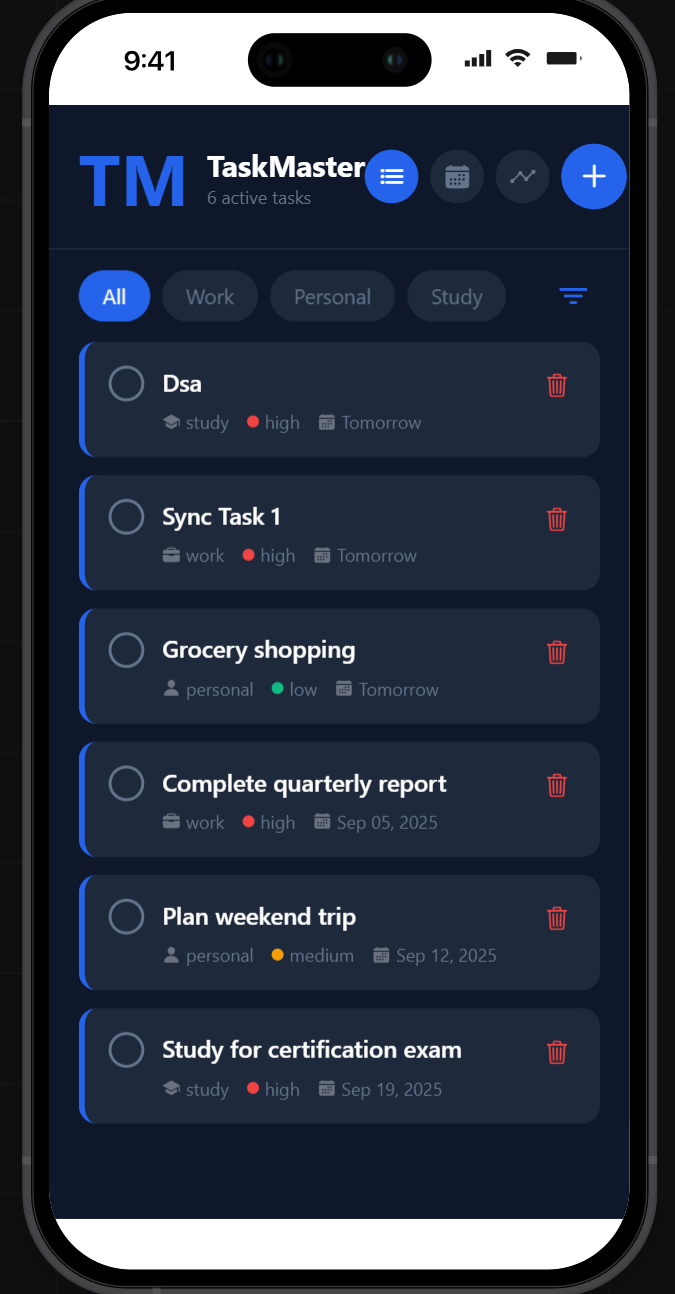 9:41
TM
TaskMaster
6 active tasks
All
Work
Personal
Study
Dsa
study high Tomorrow
Sync Task 1
work high Tomorrow
Grocery shopping
personal low Tomorrow
Complete quarterly report
work high Sep 05, 2025
Plan weekend trip
personal medium Sep 12, 2025
Study for certification exam
study high Sep 19, 2025